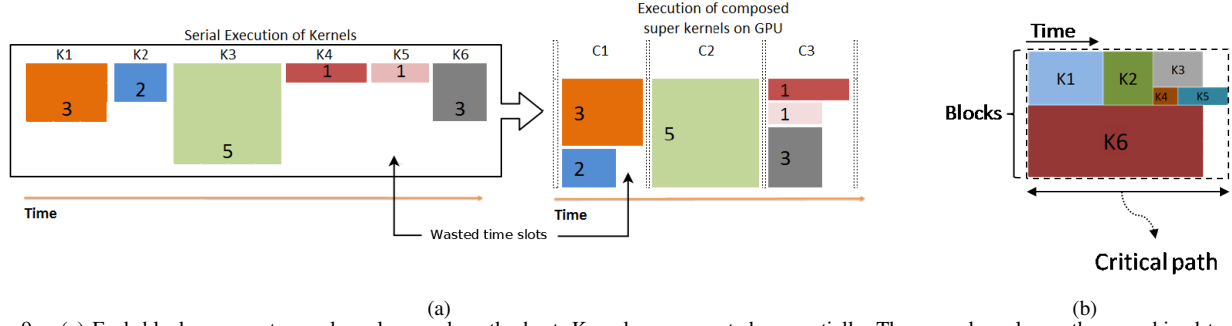 Serial Execution of Kernels
K1 K2 K3 K4 K5 K6
3
2
5
1
1
3
Time
Wasted time slots
Execution of composed
super kernels on GPU
C1 C2 C3
3
2
5
1
1
3
Time
(a)
Time
Blocks
K1
K2
K3
K4
K5
K6
Critical path
(b)